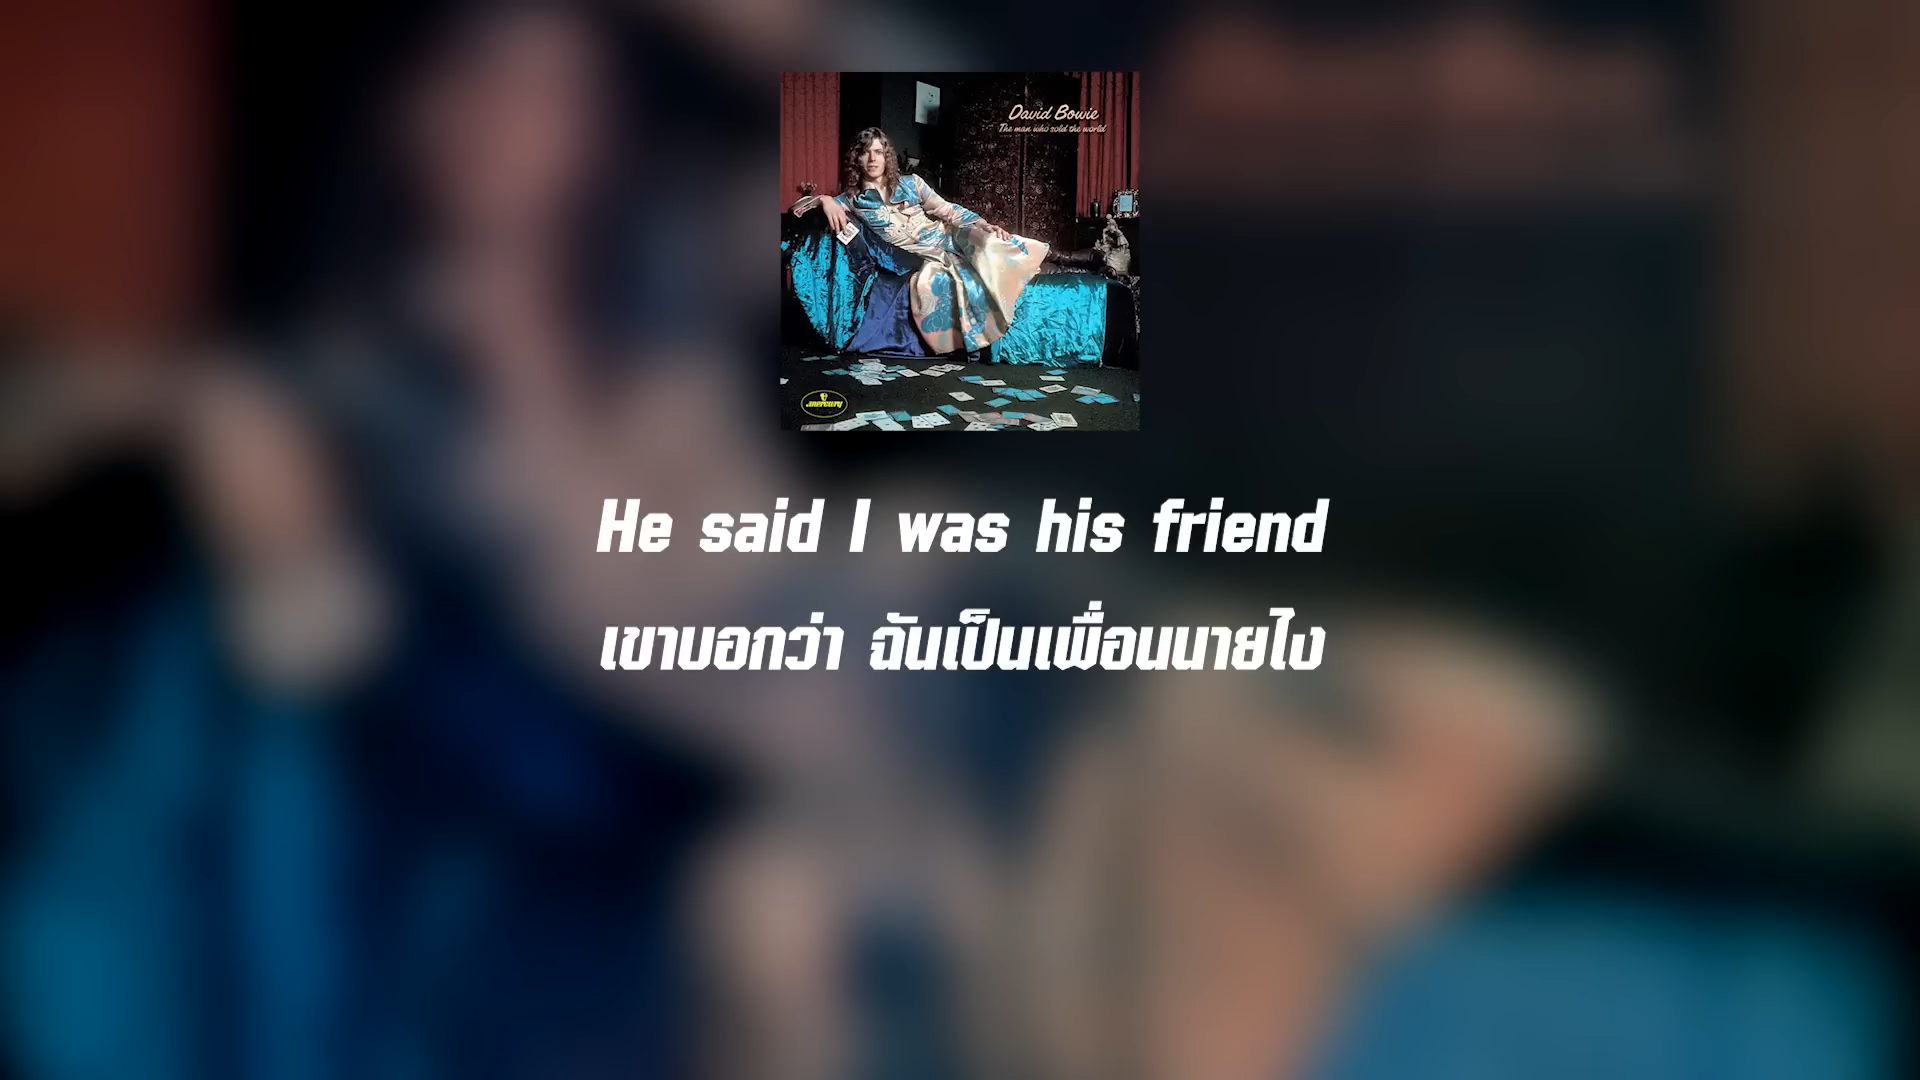 David Bowie
The man who sold the world
mercury
He said I was his friend
เขาบอกว่า ฉันเป็นเพื่อนนายไง